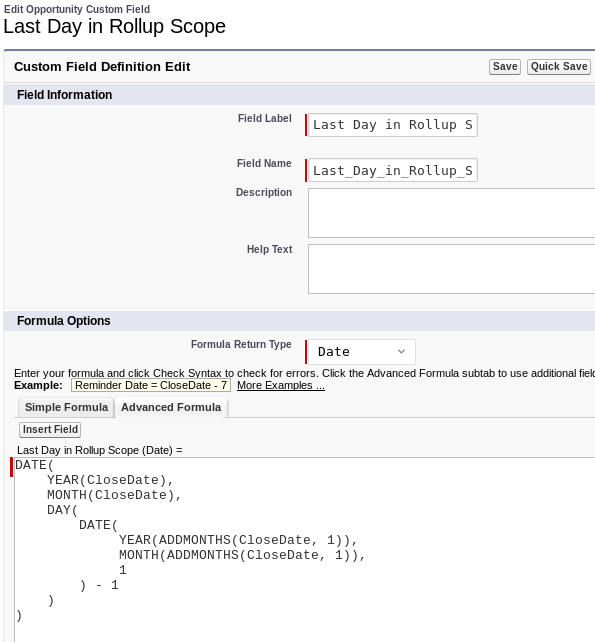 Edit Opportunity Custom Field
Last Day in Rollup Scope
Custom Field Definition Edit
Save
Quick Save
Field Information
Field Label
Last Day in Rollup S
Field Name
Last_Day_in_Rollup_S
Description
Help Text
Formula Options
Formula Return Type
Date
Enter your formula and click Check Syntax to check for errors. Click the Advanced Formula subtab to use additional field
Example: Reminder Date = CloseDate - 7 More Examples ...
Simple Formula
Advanced Formula
Insert Field
Last Day in Rollup Scope (Date) =
DATE(
    YEAR(CloseDate),
    MONTH(CloseDate),
    DAY(
        DATE(
             YEAR(ADDMONTHS(CloseDate, 1)),
             MONTH(ADDMONTHS(CloseDate, 1)),
             1
        ) - 1
    )
)